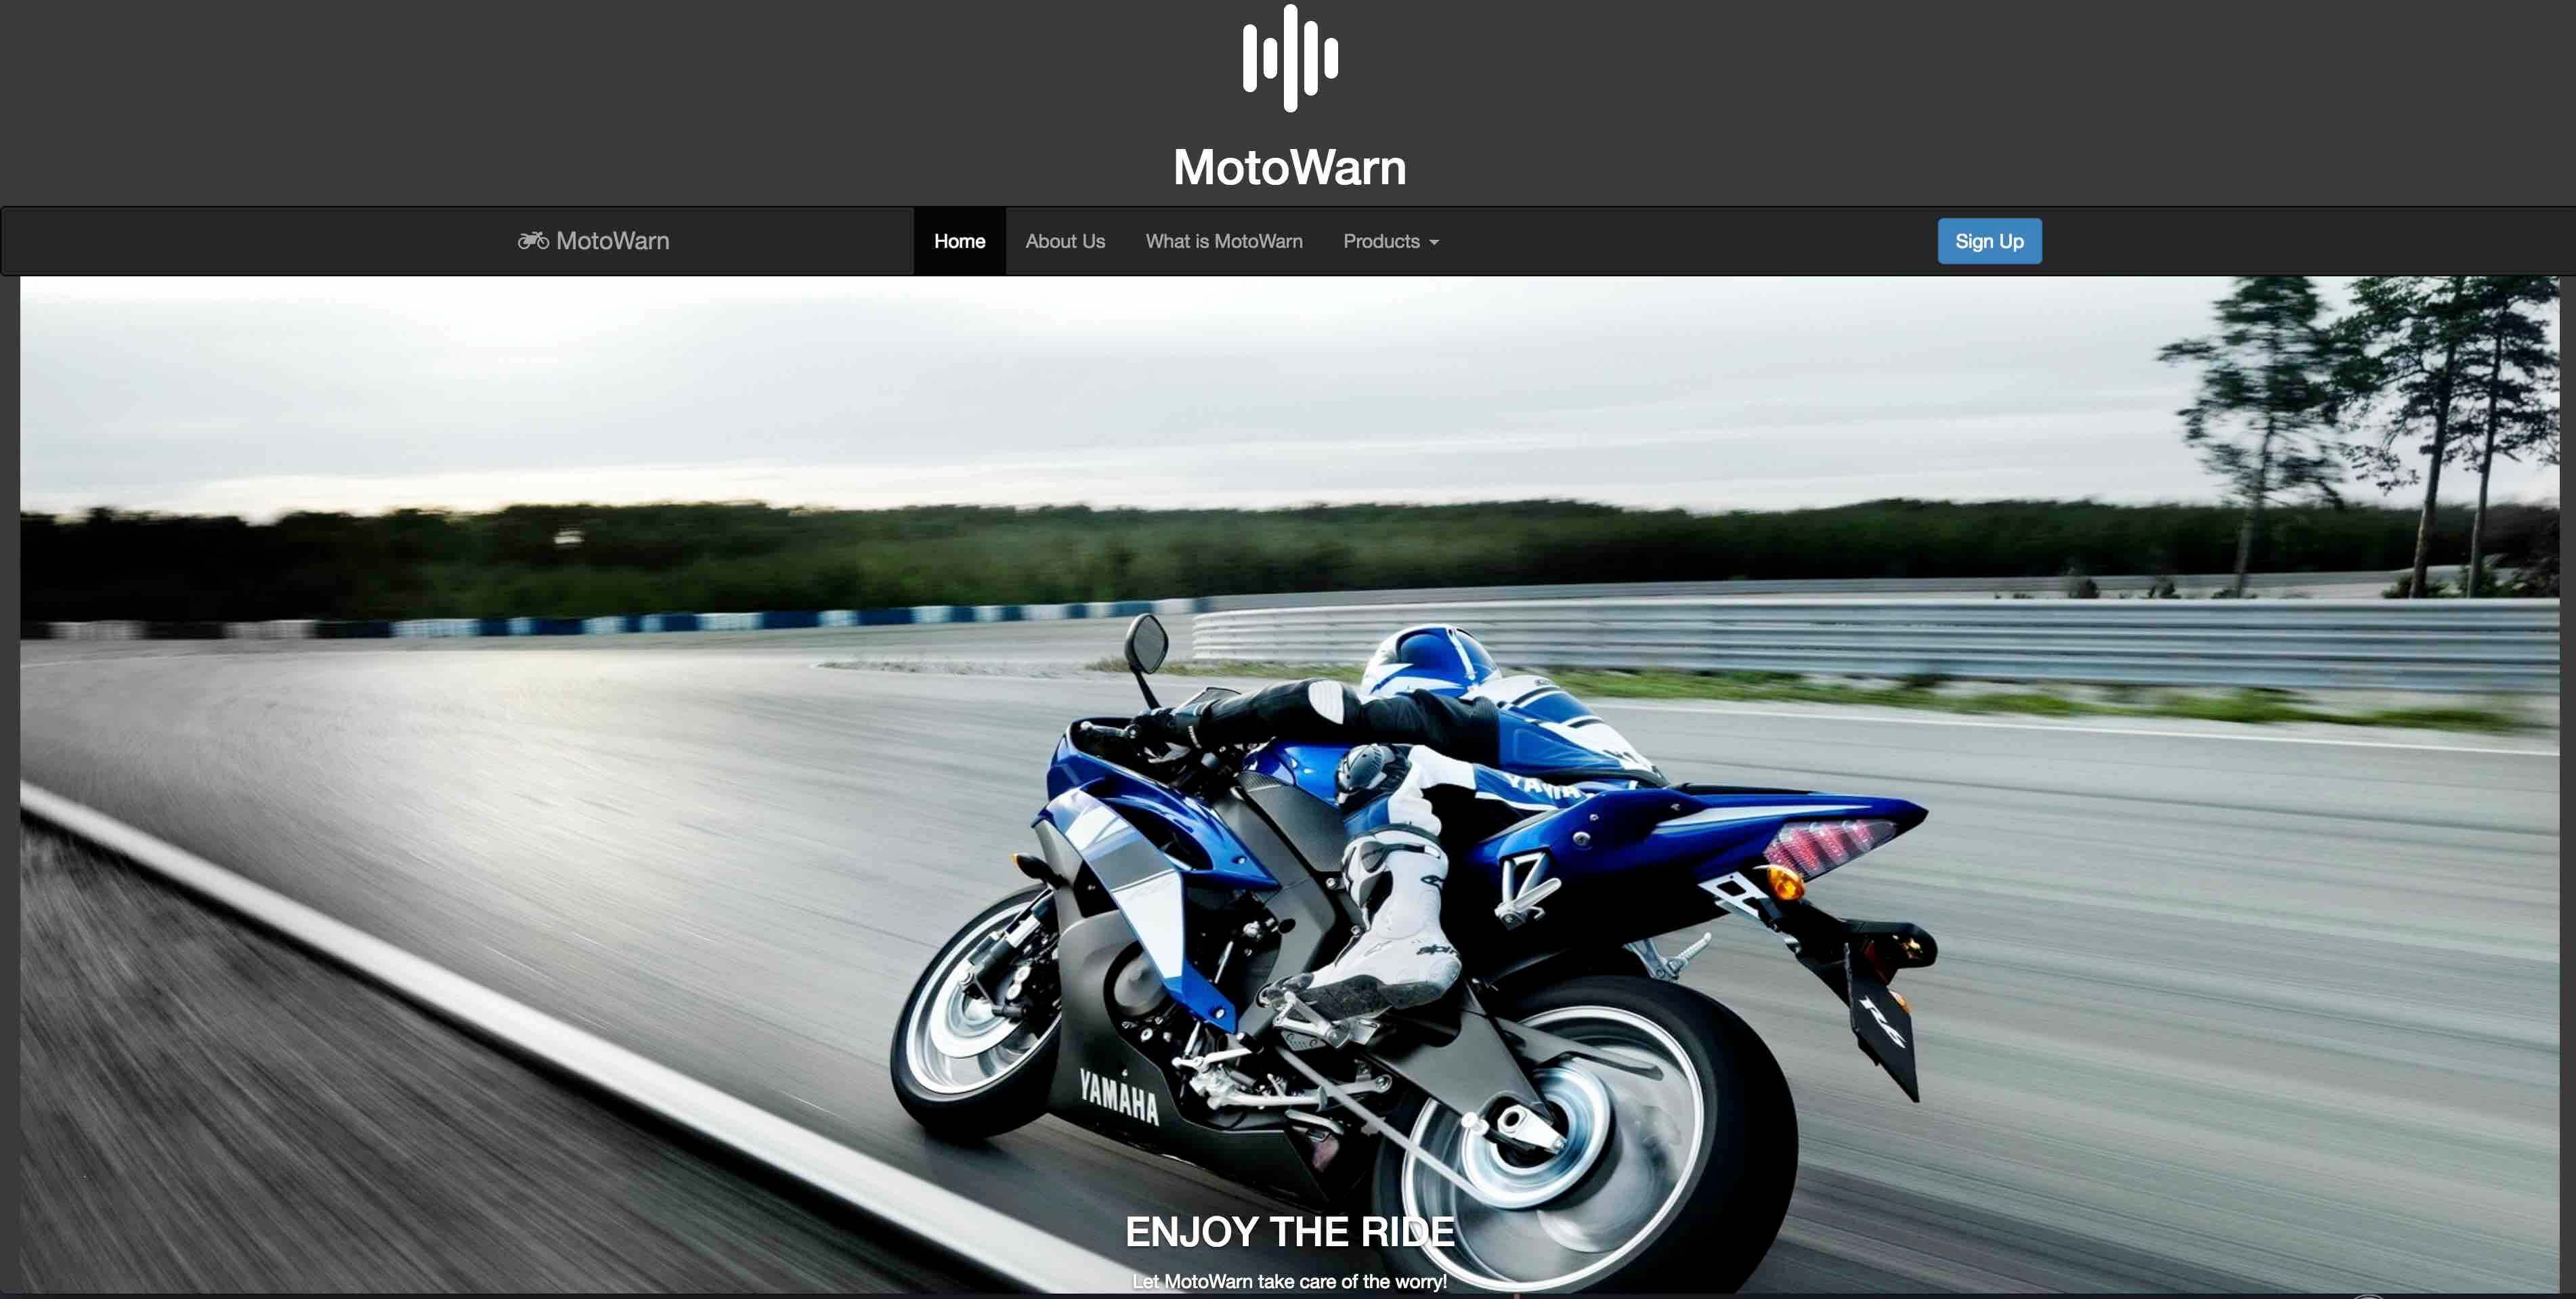 MotoWarn
MotoWarn Home About Us What is MotoWarn Products Sign Up
YAMAHA
R6
ENJOY THE RIDE
Let MotoWarn take care of the worry!